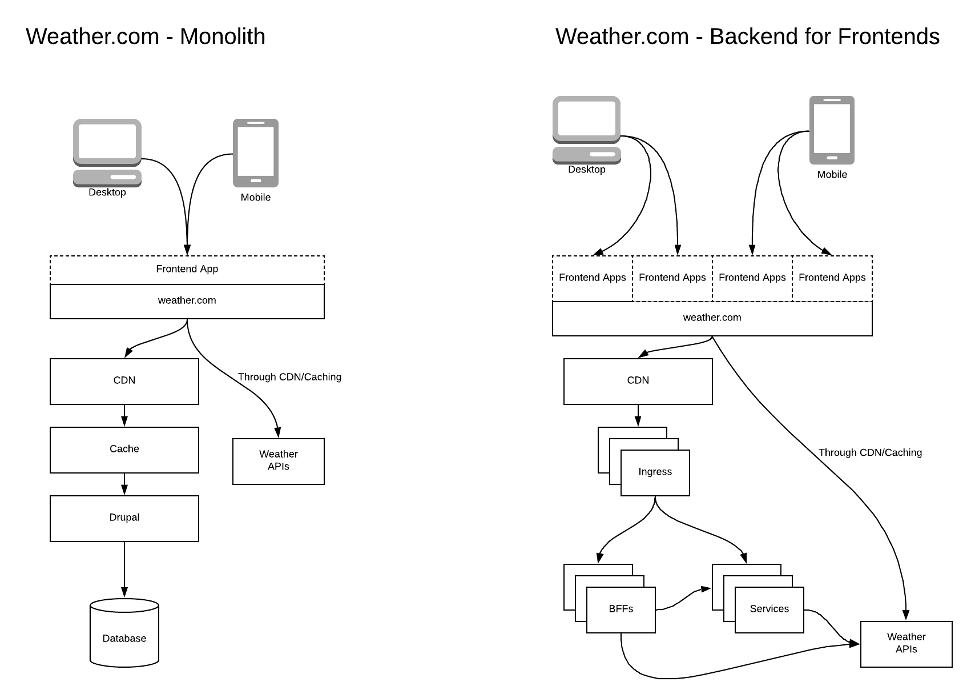 Weather.com - Monolith
Desktop
Mobile
Frontend App
weather.com
CDN
Through CDN/Caching
Cache
Weather
APIs
Drupal
Database
Weather.com - Backend for Frontends
Desktop
Mobile
Frontend Apps
Frontend Apps
Frontend Apps
Frontend Apps
weather.com
CDN
Through CDN/Caching
Ingress
BFFs
Services
Weather
APIs